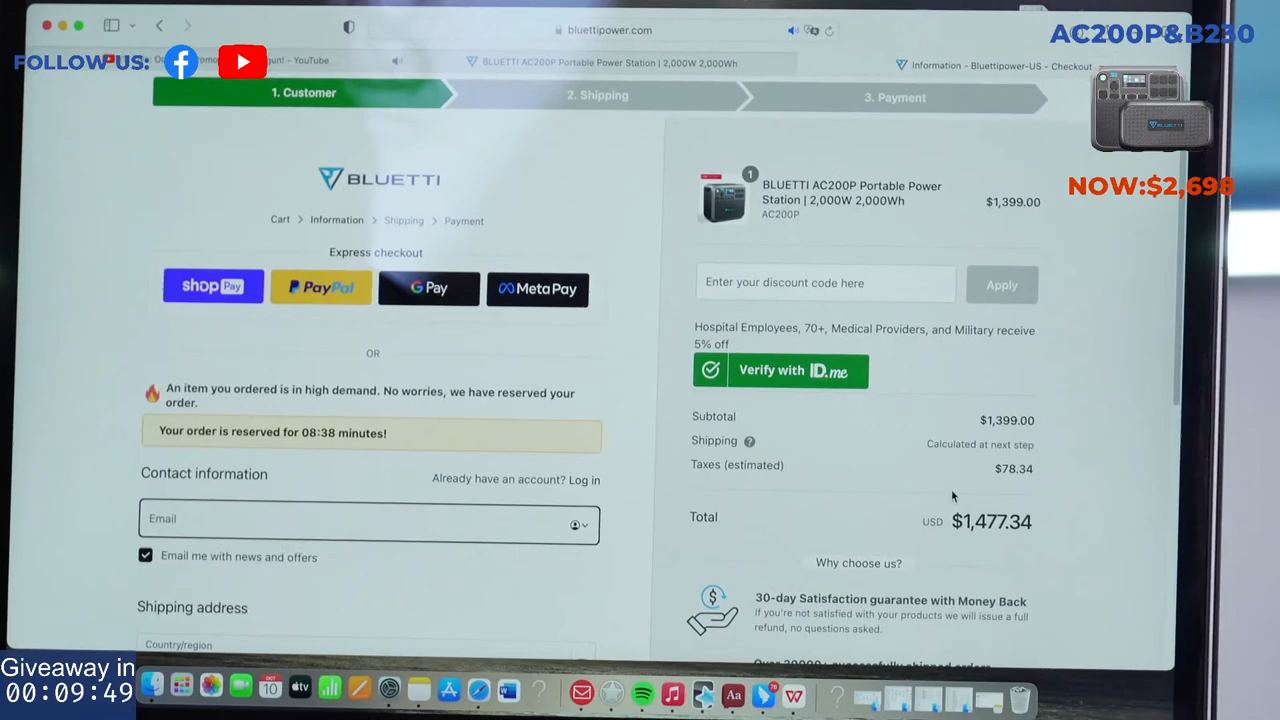 bluettipower.com
AC200P&B230
FOLLOW US:
! – YouTube
BLUETTI AC200P Portable Power Station | 2,000W 2,000Wh
Information - Bluettipower-US - Checkout
1. Customer
2. Shipping
3. Payment
BLUETTI
NOW:$2,698
BLUETTI
Cart > Information > Shipping > Payment
1
BLUETTI AC200P Portable Power
Station | 2,000W 2,000Wh
AC200P
$1,399.00
Express checkout
shop Pay
PayPal
G Pay
Meta Pay
Enter your discount code here
Apply
Hospital Employees, 70+, Medical Providers, and Military receive
5% off
Verify with ID.me
OR
An item you ordered is in high demand. No worries, we have reserved your
order.
Your order is reserved for 08:38 minutes!
Subtotal
$1,399.00
Shipping ?
Calculated at next step
Taxes (estimated)
$78.34
Contact information
Already have an account? Log in
Email
Email me with news and offers
Total
USD $1,477.34
Why choose us?
30-day Satisfaction guarantee with Money Back
If you're not satisfied with your products we will issue a full
refund, no questions asked.
Shipping address
Country/region
Giveaway in
00:09:49
OCT
10
tv
Aa
W
W